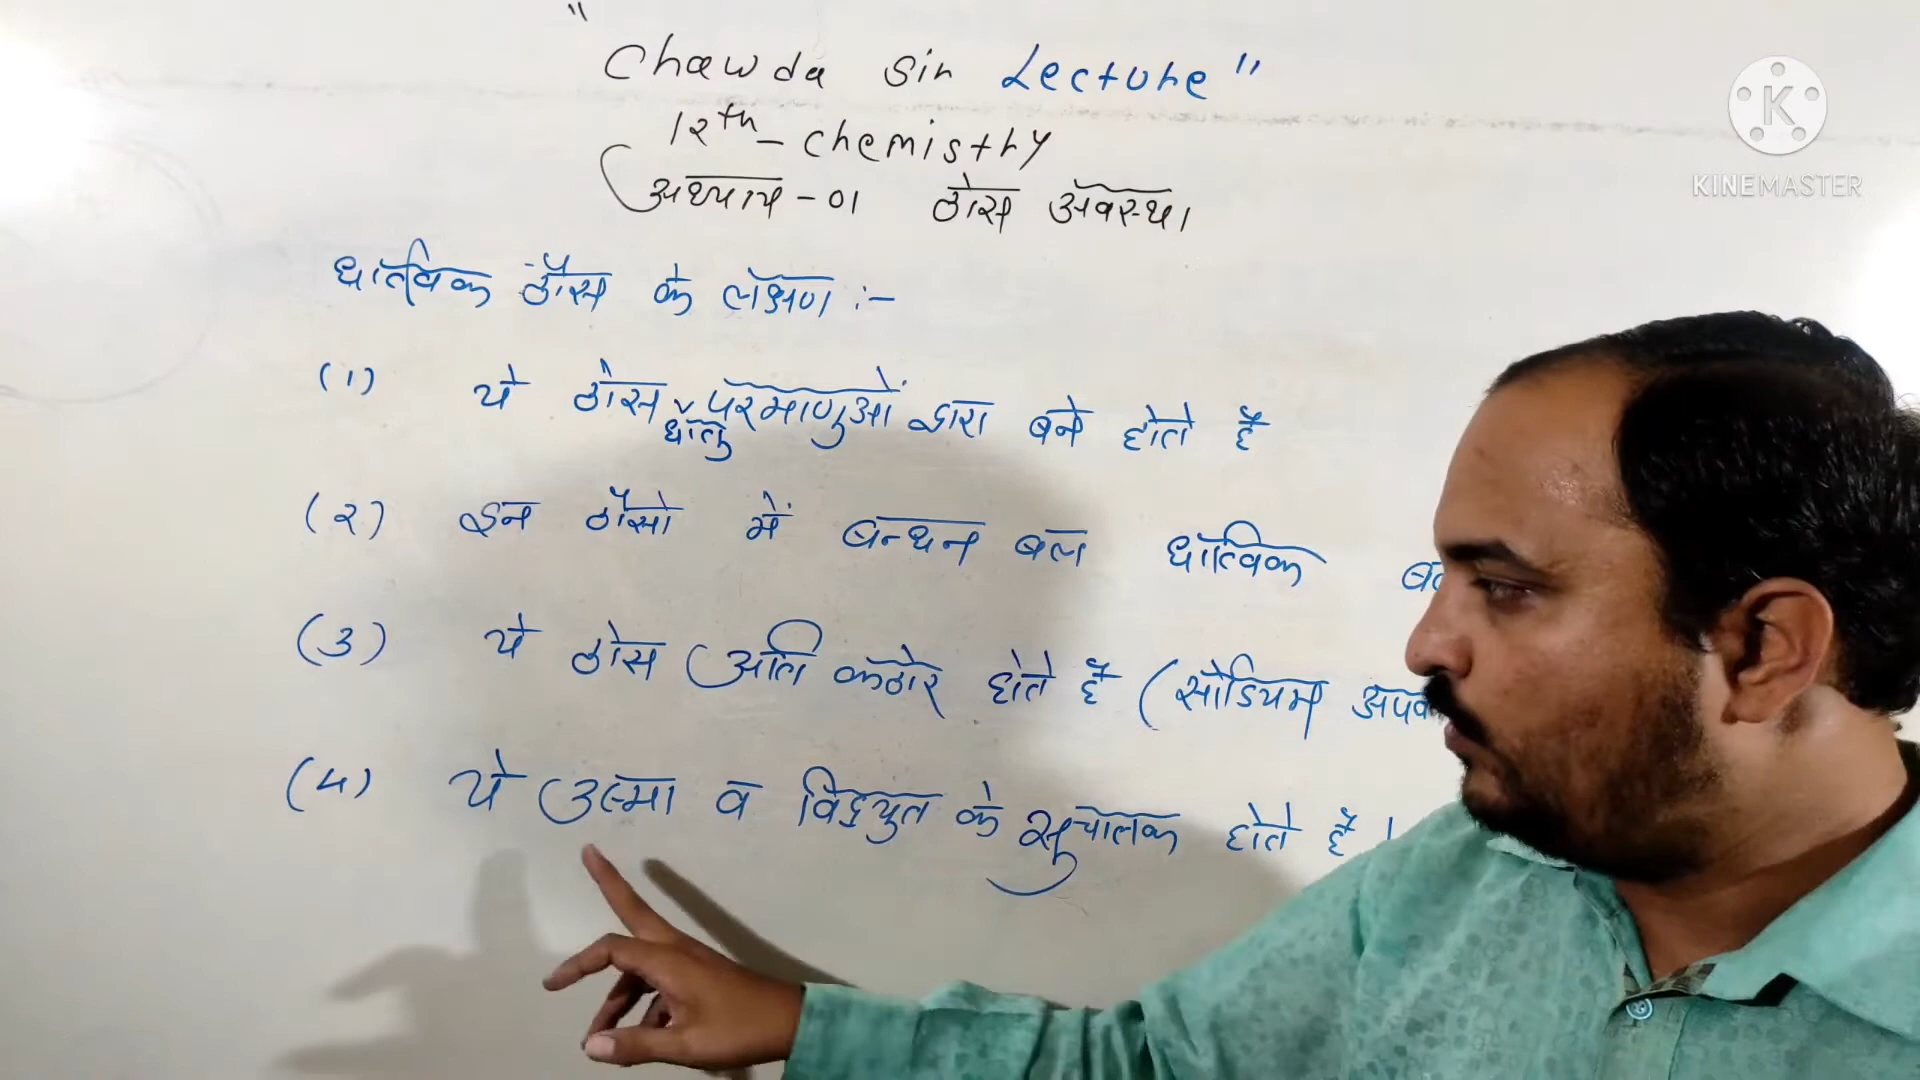 "Chawda Sir Lecture"
12th - chemistry
अध्याय - 01 ठोस अवस्था
धात्विक ठोस के लक्षण :-
(1) ये ठोस धातु परमाणुओं द्वारा बने होते है
(2) इन ठोसो में बन्धन बल धात्विक
(3) ये ठोस अति कठोर होते है (सोडियम
(4) ये उस्मा व विद्युत के सुचालक होते है।
K
KINEMASTER